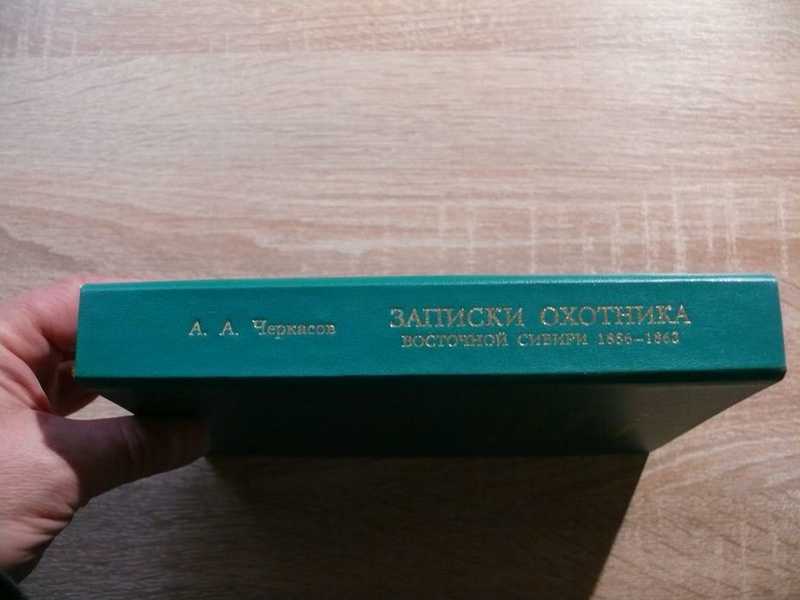 А. А. Черкасов
ЗАПИСКИ ОХОТНИКА
ВОСТОЧНОЙ СИБИРИ 1856–1863